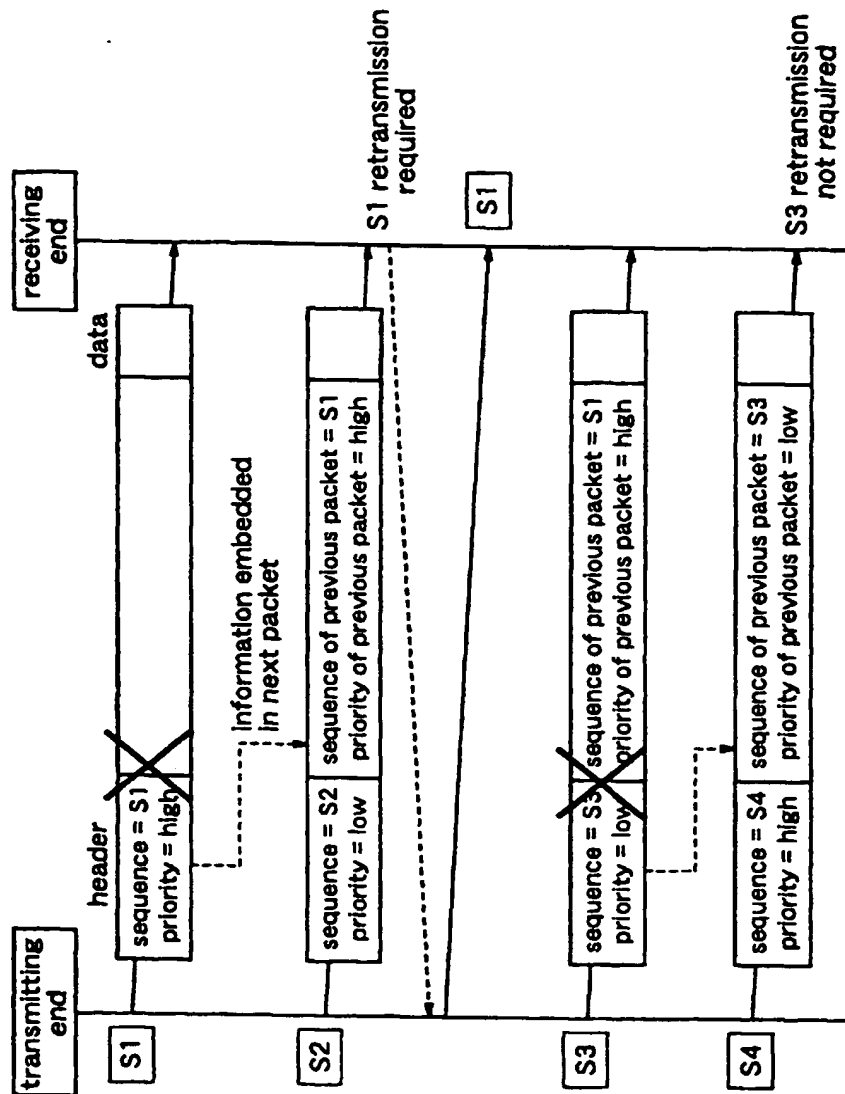 transmitting
end
receiving
end
header
data
S1
sequence = S1
priority = high
information embedded
in next packet
S2
sequence = S2
priority = low
sequence of previous packet = S1
priority of previous packet = high
S1 retransmission
required
S1
S3
sequence = S3
priority = low
sequence of previous packet = S1
priority of previous packet = high
S4
sequence = S4
priority = high
sequence of previous packet = S3
priority of previous packet = low
S3 retransmission
not required